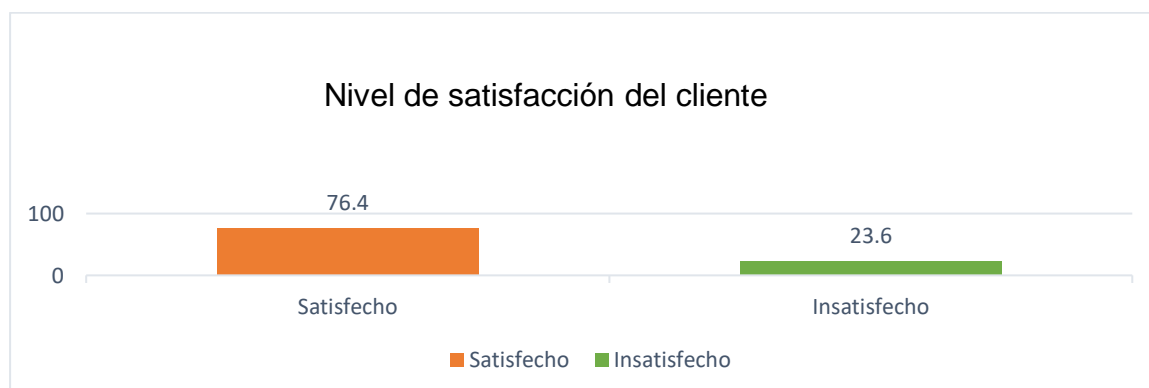 Nivel de satisfacción del cliente
76.4
100
23.6
0
Satisfecho Insatisfecho
Satisfecho Insatisfecho